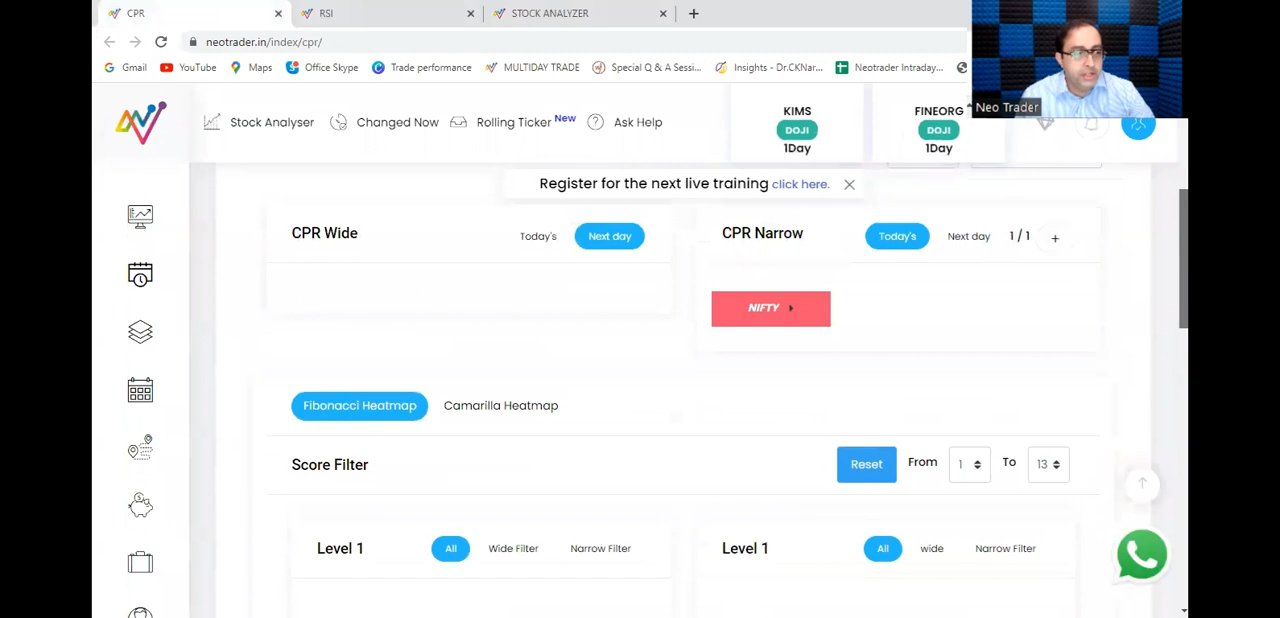 CPR
RSI
STOCK ANALYZER
neotrader.in/index/cpr/
Gmail
YouTube
Maps
Office Skype
Trade performance...
MULTIDAY TRADE
Special Q & A Sessi...
Insights - Dr.CKNar...
Neotrader Intraday...
Neo Trader
Stock Analyzer
Changed Now
Rolling Ticker New
Ask Help
KIMS
DOJI
1Day
FINEORG
DOJI
1Day
Register for the next live training click here.
CPR Wide
Today's
Next day
CPR Narrow
Today's
Next day
1 / 1
+
NIFTY
Fibonacci Heatmap
Camarilla Heatmap
Score Filter
Reset
From
1
To
13
Level 1
All
Wide Filter
Narrow Filter
Level 1
All
wide
Narrow Filter